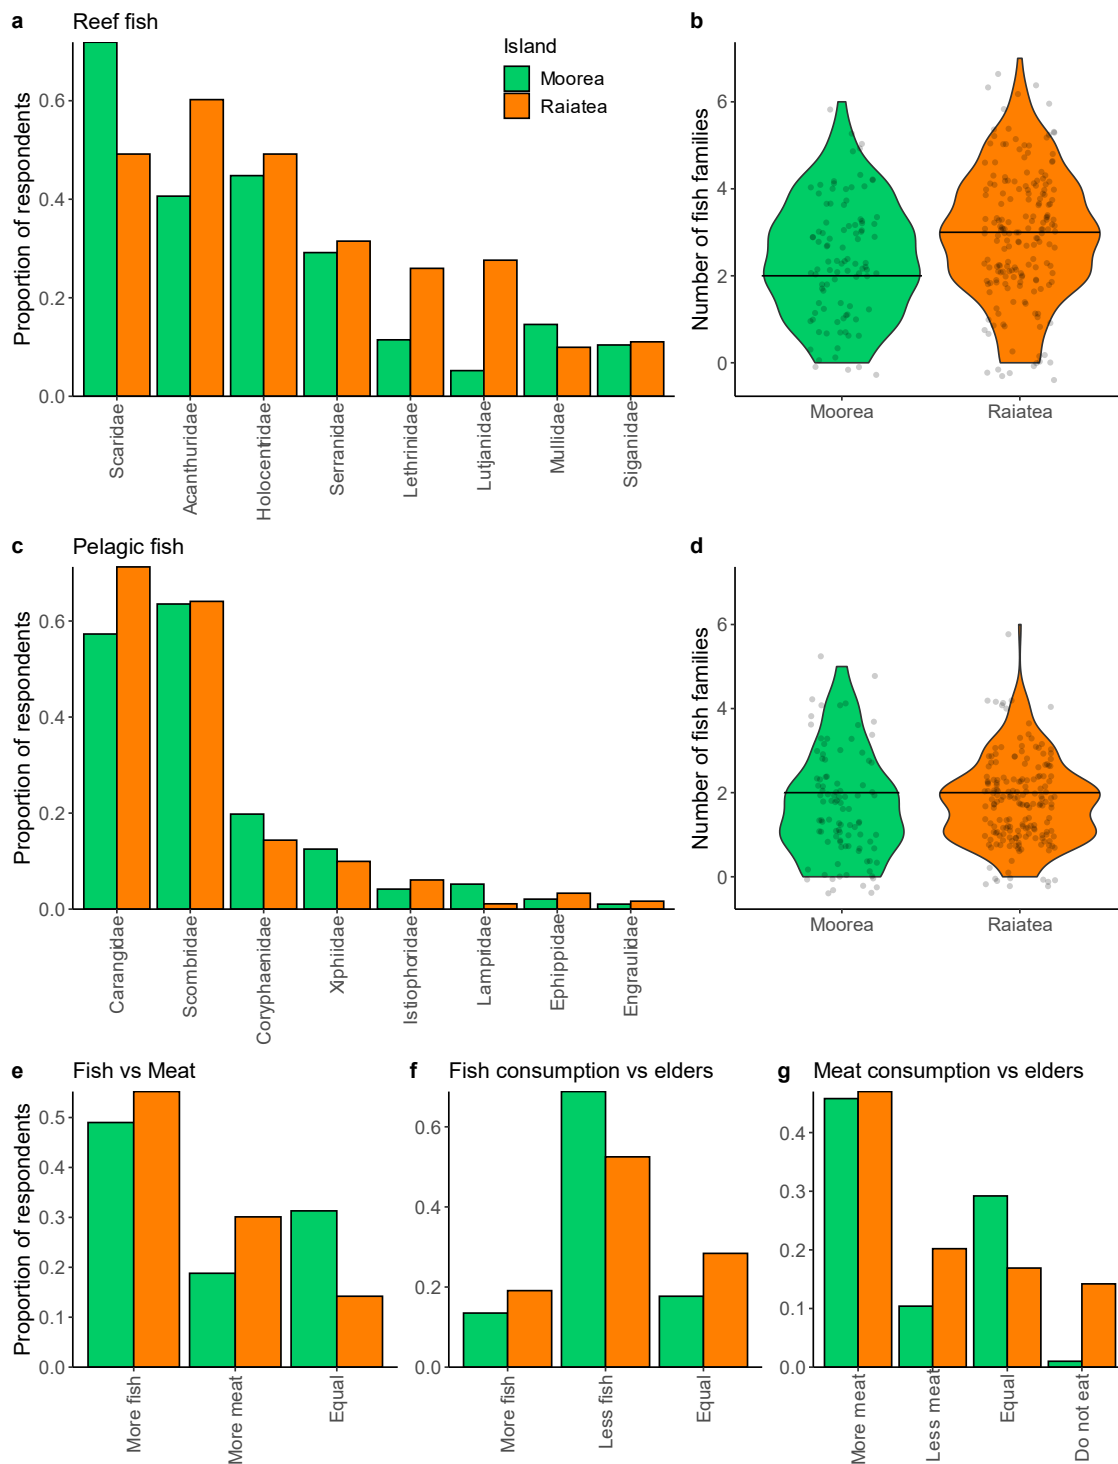 a Reef fish
Proportion of respondents
0.6
0.4
0.2
0.0
Island
Moorea
Raiatea
Scaridae
Acanthuridae
Holocentridae
Serranidae
Lethrinidae
Lutjanidae
Mullidae
Siganidae
b
Number of fish families
6
4
2
0
Moorea
Raiatea
c Pelagic fish
Proportion of respondents
0.6
0.4
0.2
0.0
Carangidae
Scombridae
Coryphaenidae
Xiphiidae
Istiophoridae
Lampridae
Ephippidae
Engraulidae
d
Number of fish families
6
4
2
0
Moorea
Raiatea
e Fish vs Meat
Proportion of respondents
0.5
0.4
0.3
0.2
0.1
0.0
More fish
More meat
Equal
f Fish consumption vs elders
0.6
0.4
0.2
0.0
More fish
Less fish
Equal
g Meat consumption vs elders
0.4
0.3
0.2
0.1
0.0
More meat
Less meat
Equal
Do not eat